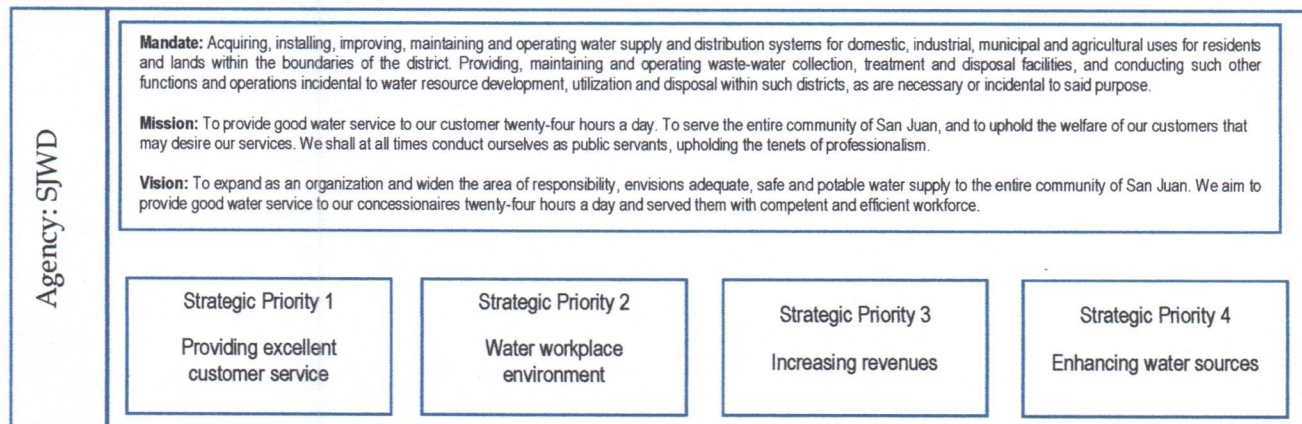 Agency: SJWD
Mandate: Acquiring, installing, improving, maintaining and operating water supply and distribution systems for domestic, industrial, municipal and agricultural uses for residents
and lands within the boundaries of the district. Providing, maintaining and operating waste-water collection, treatment and disposal facilities, and conducting such other
functions and operations incidental to water resource development, utilization and disposal within such districts, as are necessary or incidental to said purpose.
Mission: To provide good water service to our customer twenty-four hours a day. To serve the entire community of San Juan, and to uphold the welfare of our customers that
may desire our services. We shall at all times conduct ourselves as public servants, upholding the tenets of professionalism.
Vision: To expand as an organization and widen the area of responsibility, envisions adequate, safe and potable water supply to the entire community of San Juan. We aim to
provide good water service to our concessionaires twenty-four hours a day and served them with competent and efficient workforce.
Strategic Priority 1
Providing excellent
customer service
Strategic Priority 2
Water workplace
environment
Strategic Priority 3
Increasing revenues
Strategic Priority 4
Enhancing water sources